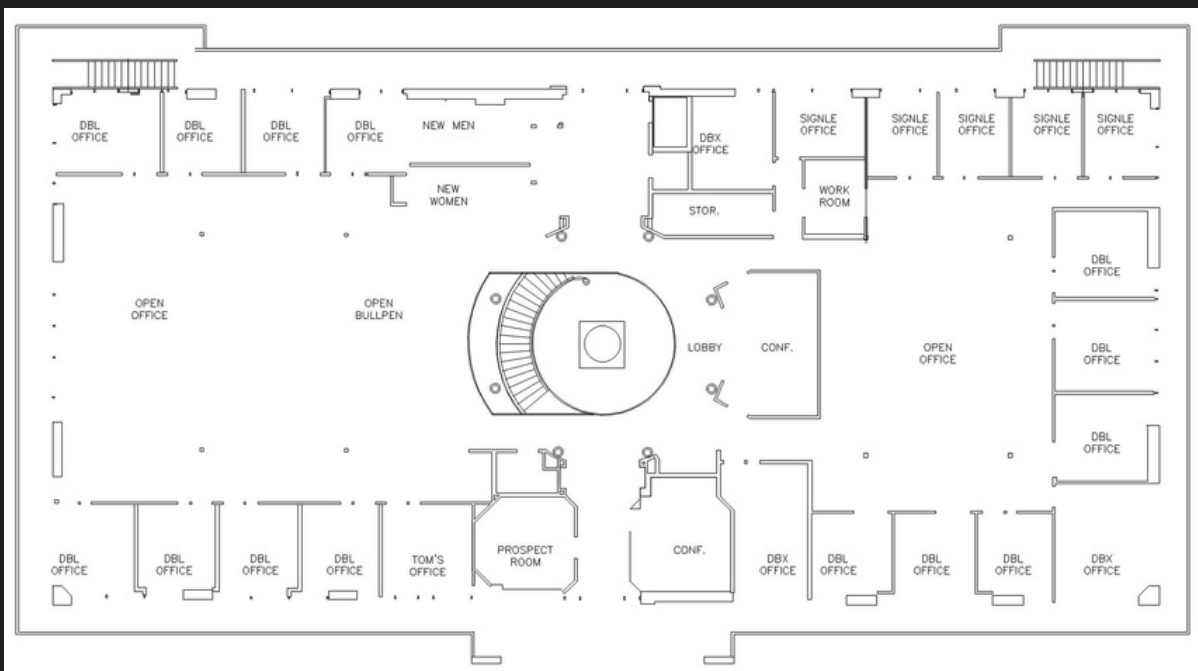 DBL
OFFICE
DBL
OFFICE
DBL
OFFICE
DBL
OFFICE
NEW MEN
DBX
OFFICE
SIGNLE
OFFICE
SIGNLE
OFFICE
SIGNLE
OFFICE
SIGNLE
OFFICE
SIGNLE
OFFICE
NEW
WOMEN
STOR.
WORK
ROOM
DBL
OFFICE
OPEN
OFFICE
OPEN
BULLPEN
LOBBY
CONF.
OPEN
OFFICE
DBL
OFFICE
DBL
OFFICE
DBL
OFFICE
DBL
OFFICE
DBL
OFFICE
DBL
OFFICE
TOM'S
OFFICE
PROSPECT
ROOM
CONF.
DBX
OFFICE
DBL
OFFICE
DBL
OFFICE
DBL
OFFICE
DBX
OFFICE